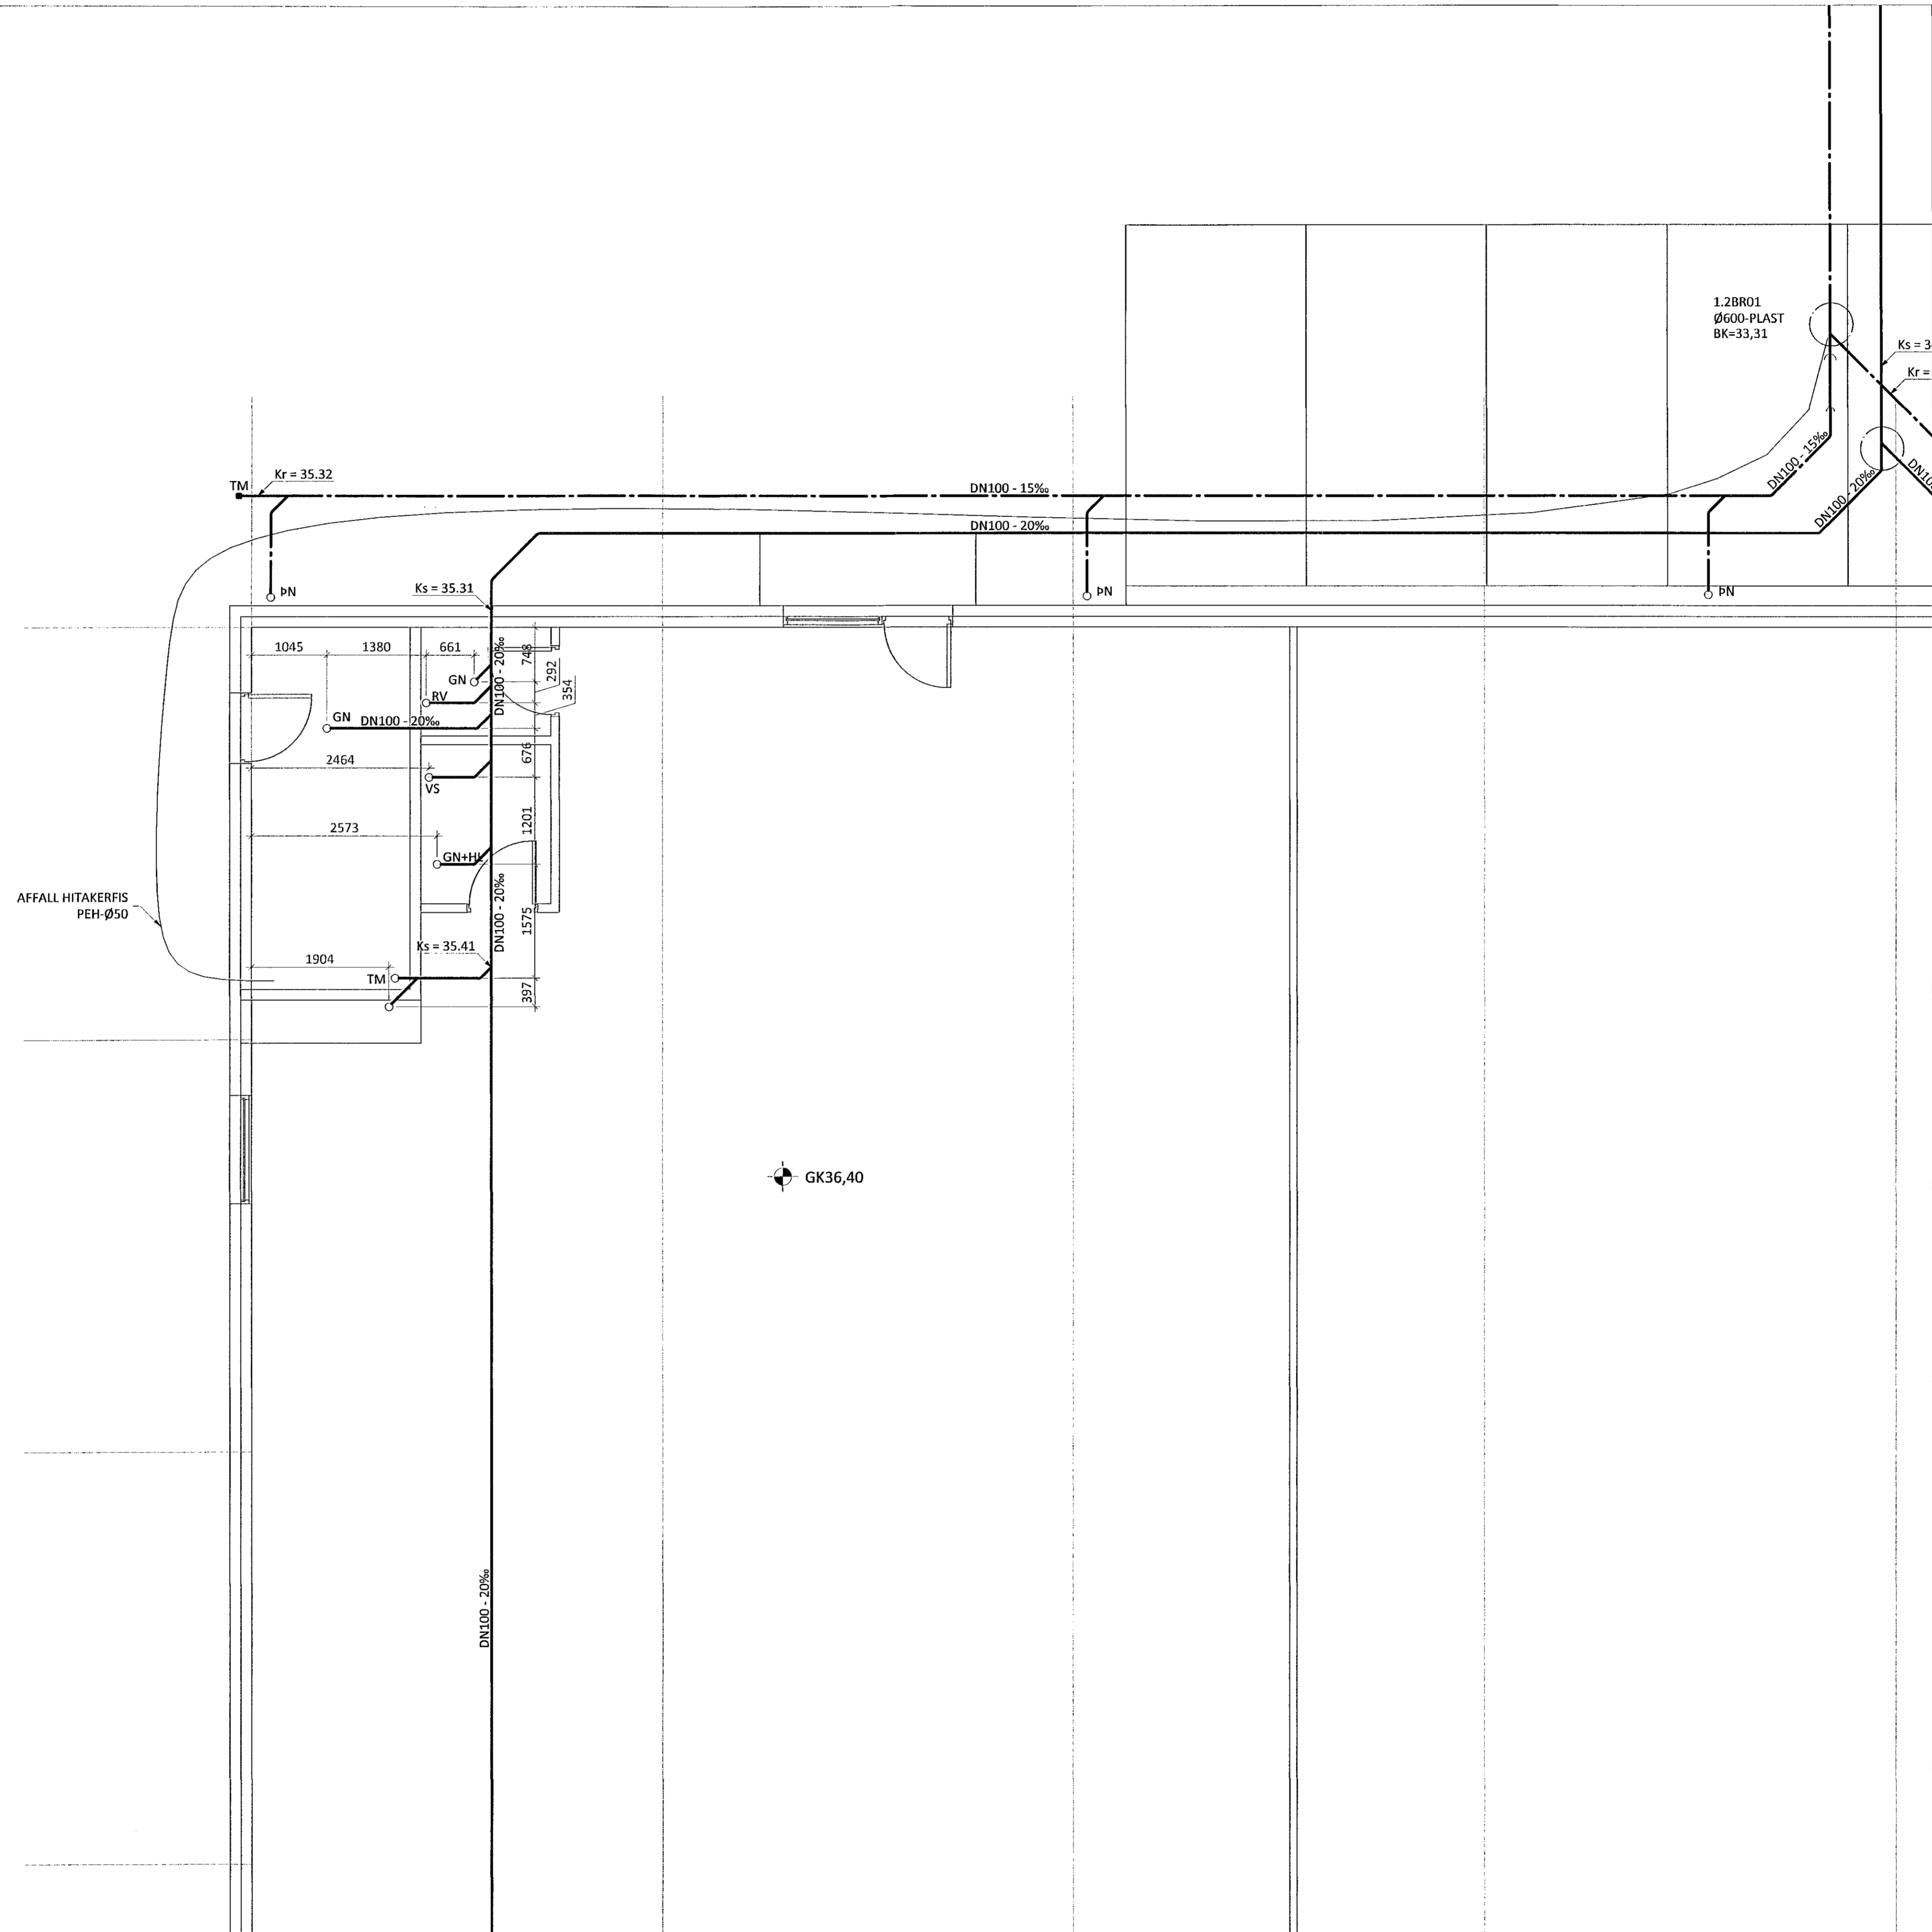 1.2BR01
Ø600-PLAST
BK=33,31
Ks = 3
Kr =
DN100 - 15‰
DN100 - 20‰
DN10
TM
Kr = 35.32
DN100 - 15‰
DN100 - 20‰
ÞN
ÞN
ÞN
Ks = 35.31
1045
1380
661
748
292
354
DN100 - 20‰
GN
RV
GN
DN100 - 20‰
676
2464
VS
1201
2573
GN+HL
DN100 - 20‰
1575
AFFALL HITAKERFIS
PEH-Ø50
Ks = 35.41
1904
TM
397
GK36,40
DN100 - 20‰